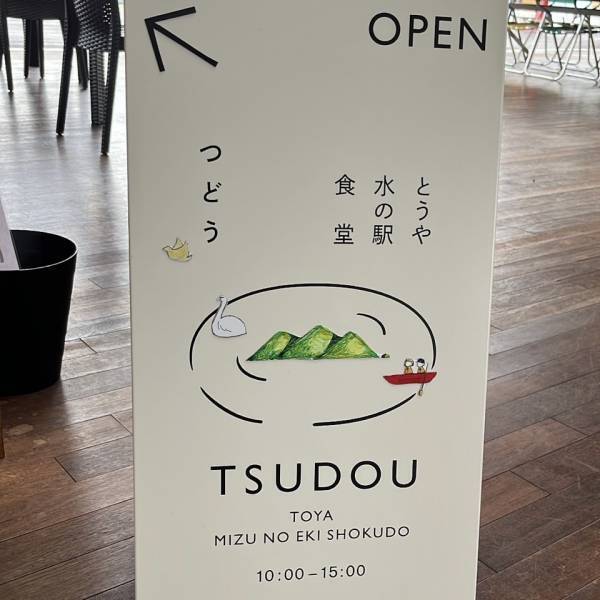 OPEN
とうや
水の駅
食堂
つどう
TSUDOU
TOYA
MIZU NO EKI SHOKUDO
10:00–15:00